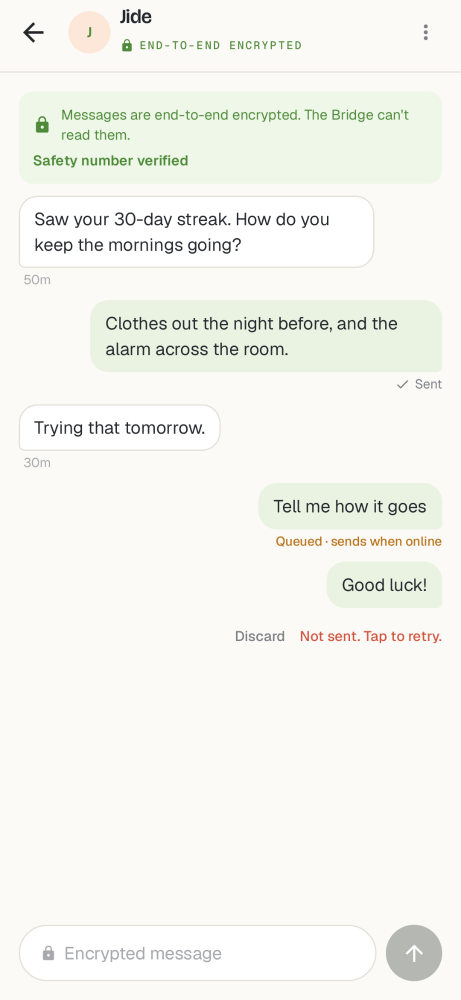 Jide
J
END-TO-END ENCRYPTED
Messages are end-to-end encrypted. The Bridge can't
read them.
Safety number verified
Saw your 30-day streak. How do you
keep the mornings going?
50m
Clothes out the night before, and the
alarm across the room.
Sent
Trying that tomorrow.
30m
Tell me how it goes
Queued · sends when online
Good luck!
Discard Not sent. Tap to retry.
Encrypted message